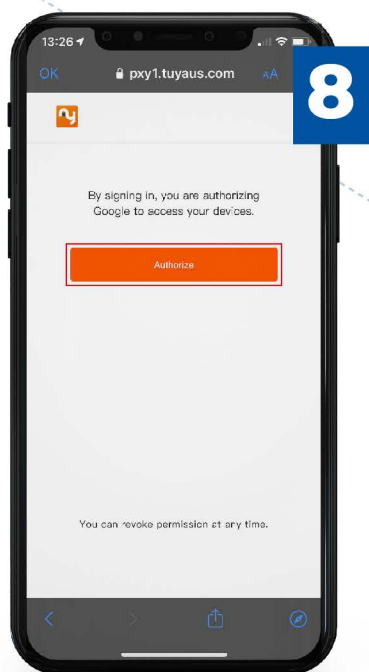 13:26
8
OK pxy1.tuyaus.com AA
By signing in, you are authorizing
Google to access your devices.
Authorize
You can revoke permission at any time.